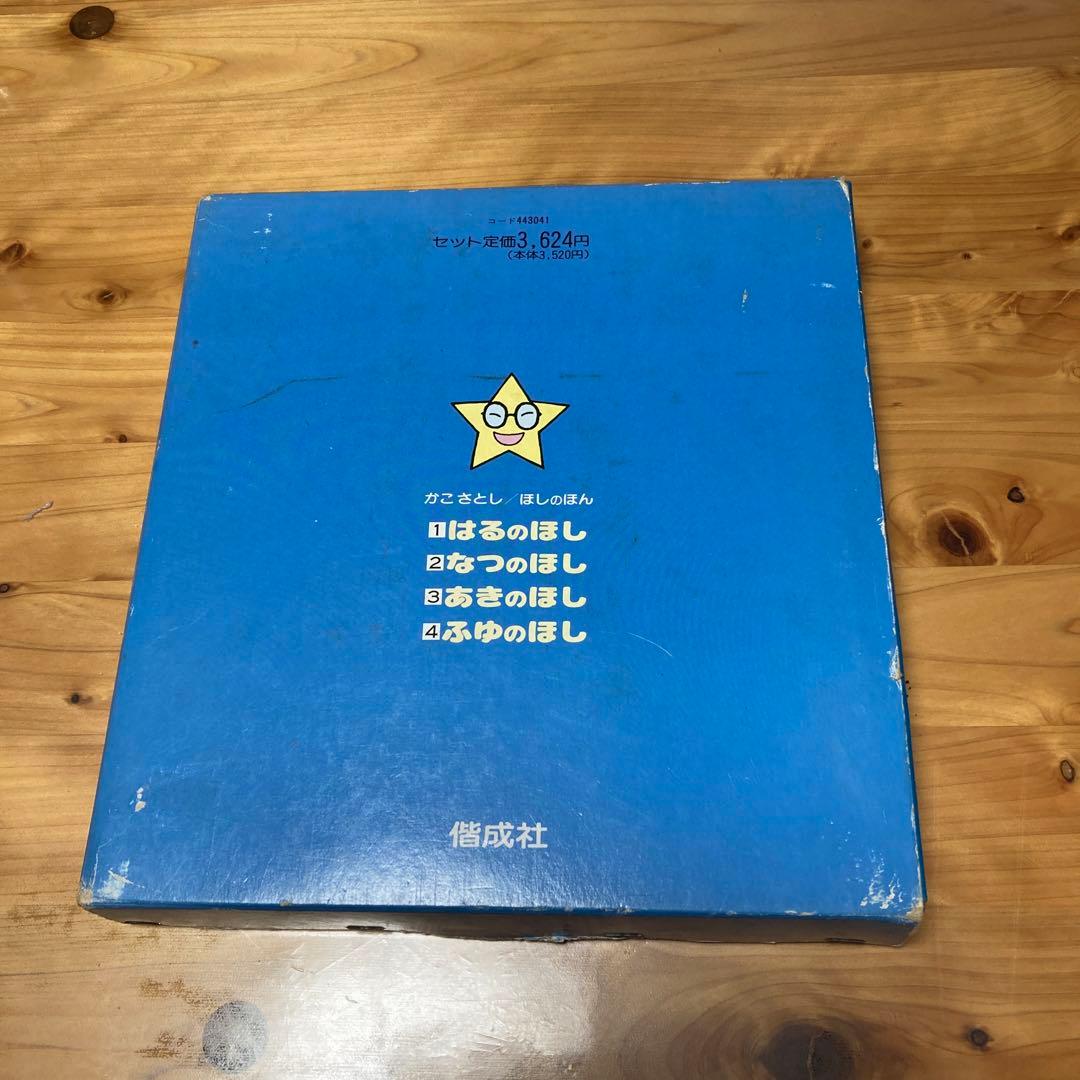 コード443041
セット定価3,624円
(本体3,520円)
かこさとし/ほしのほん
1はるのほし
2なつのほし
3あきのほし
4ふゆのほし
偕成社